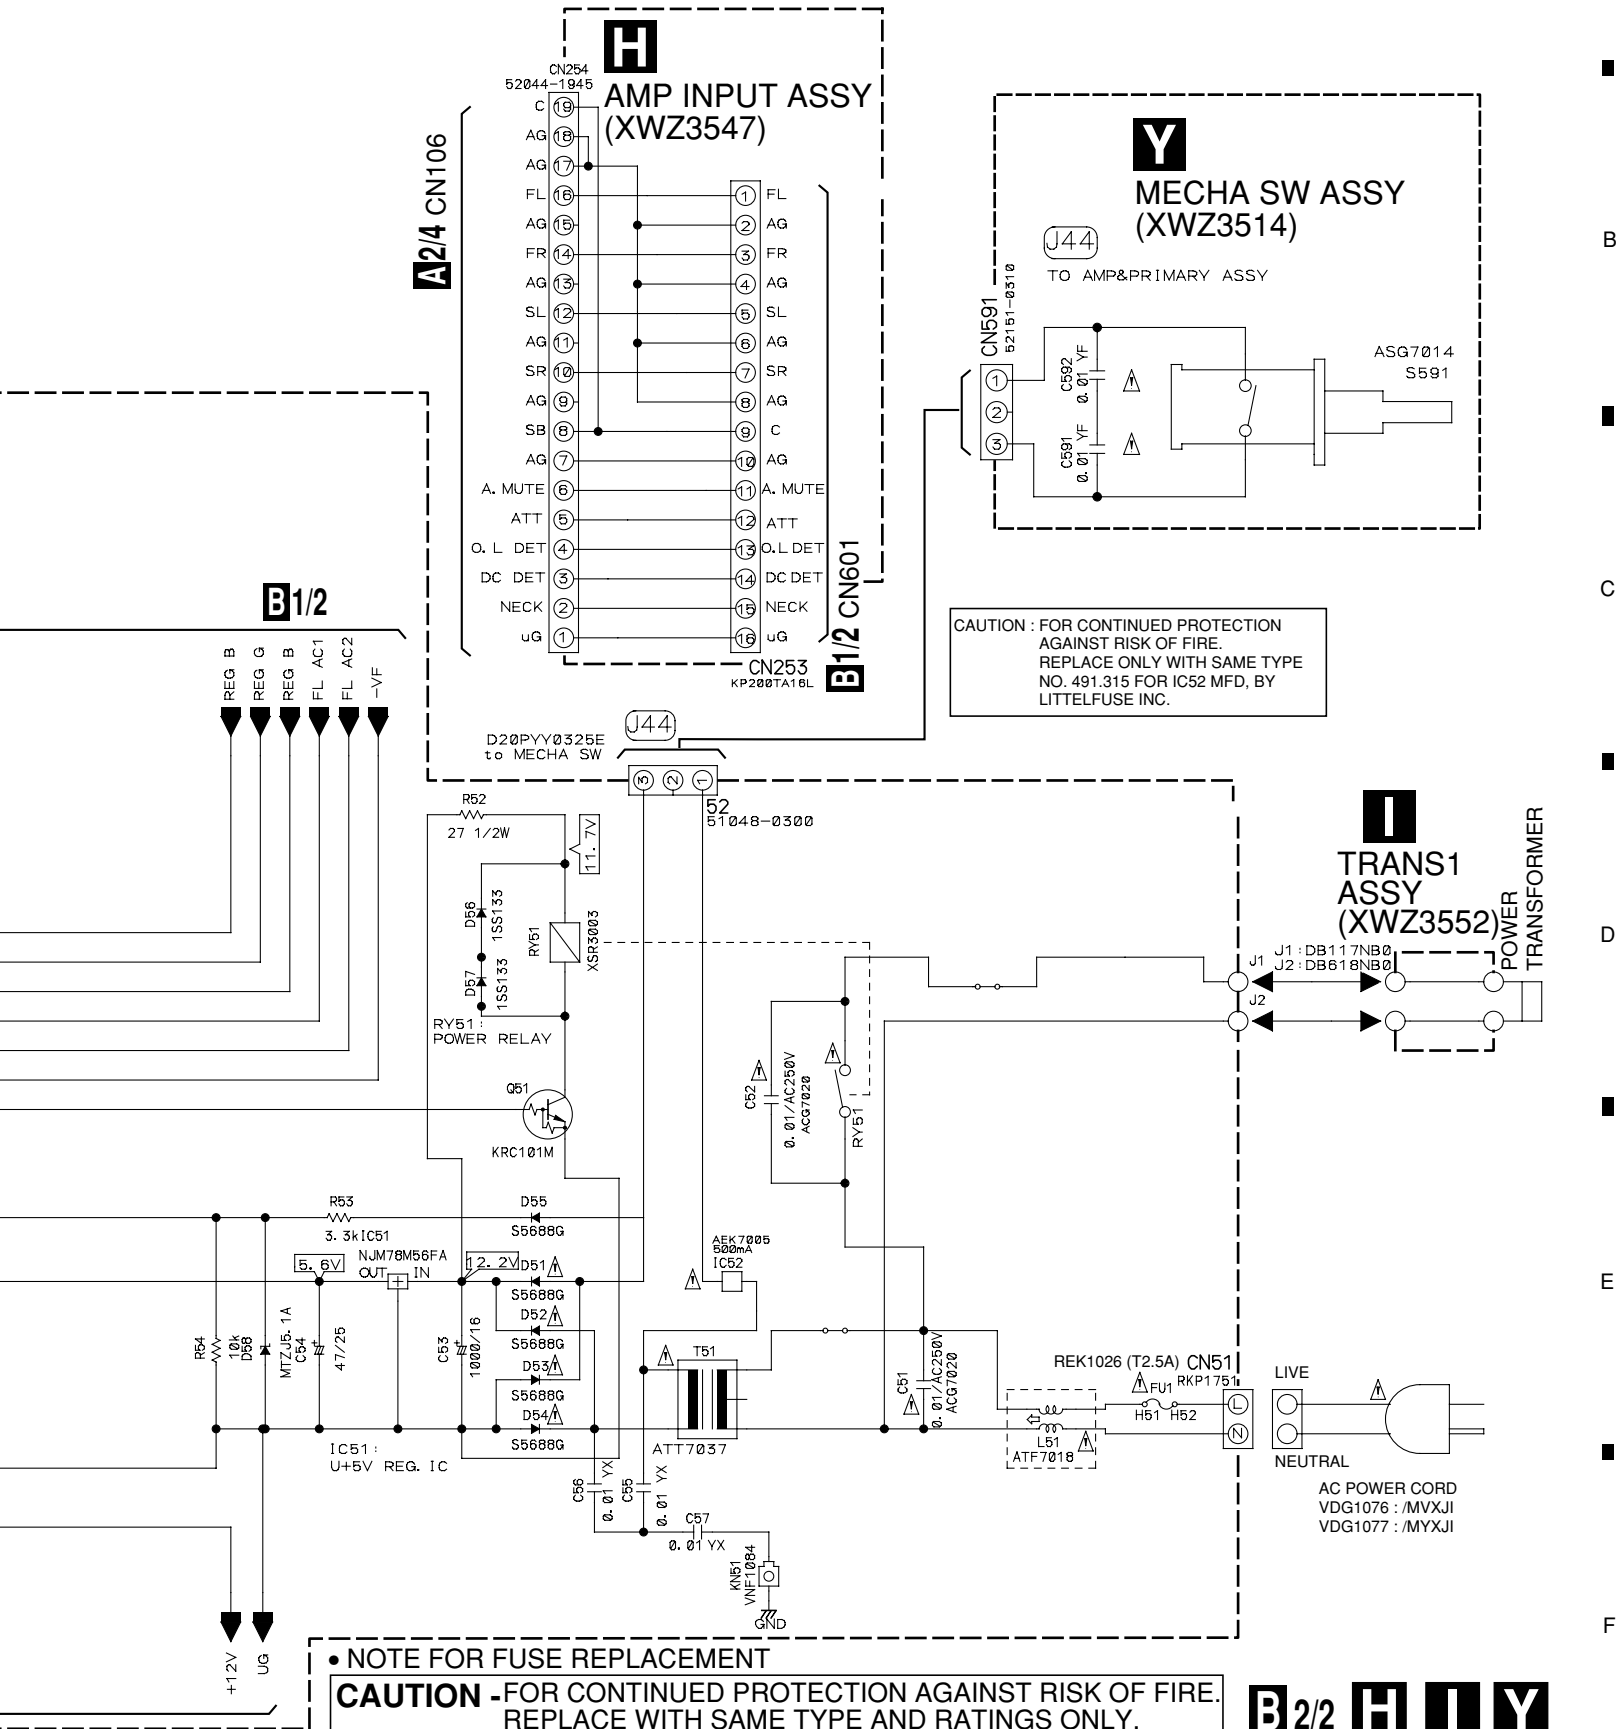 H
AMP INPUT ASSY
(XWZ3547)
CN254
52044-1945
A 2/4 CN106
C 19
AG 18
AG 17
FL 16
AG 15
FR 14
AG 13
SL 12
AG 11
SR 10
AG 9
SB 8
AG 7
A. MUTE 6
ATT 5
O. L DET 4
DC DET 3
NECK 2
uG 1
1 FL
2 AG
3 FR
4 AG
5 SL
6 AG
7 SR
8 AG
9 C
10 AG
11 A. MUTE
12 ATT
13 O.L DET
14 DC DET
15 NECK
16 uG
CN253
KP200TA16L
B 1/2 CN601
Y
MECHA SW ASSY
(XWZ3514)
J44
TO AMP&PRIMARY ASSY
CN591
52151-0310
1
2
3
C592
0.01 YF
C591
0.01 YF
ASG7014
S591
B
C
D
E
F
CAUTION : FOR CONTINUED PROTECTION
AGAINST RISK OF FIRE.
REPLACE ONLY WITH SAME TYPE
NO. 491.315 FOR IC52 MFD, BY
LITTELFUSE INC.
B 1/2
REG B
REG G
REG B
FL AC1
FL AC2
-VF
J44
D20PYY0325E
to MECHA SW
3 2 1
52
51048-0300
R52
27 1/2W
11.7V
D56
1SS133
D57
1SS133
RY51
XSR3003
RY51:
POWER RELAY
Q51
KRC101M
C52
0.01/AC250V
ACG7020
RY51
I
TRANS1
ASSY
(XWZ3552)
POWER
TRANSFORMER
J1
J1:DB117NB0
J2:DB618NB0
J2
R53
3.3k
IC51
NJM78M56FA
OUT IN
5.6V
12.2V
D55
S5688G
D51
S5688G
D52
S5688G
D53
S5688G
D54
S5688G
R54
10k
D58
MTZJ5.1A
C54
47/25
C53
1000/16
IC51:
U+5V REG. IC
AEK7005
500mA
IC52
T51
ATT7037
C51
0.01/AC250V
ACG7020
REK1026 (T2.5A)
CN51
RKP1751
FU1
H51 H52
L51
ATF7018
L
N
LIVE
NEUTRAL
AC POWER CORD
VDG1076 : /MVXJI
VDG1077 : /MYXJI
C56
0.01 YX
C55
0.01 YX
C57
0.01 YX
KN51
VNF1084
GND
+12V
UG
• NOTE FOR FUSE REPLACEMENT
CAUTION - FOR CONTINUED PROTECTION AGAINST RISK OF FIRE.
REPLACE WITH SAME TYPE AND RATINGS ONLY.
B 2/2 H I Y